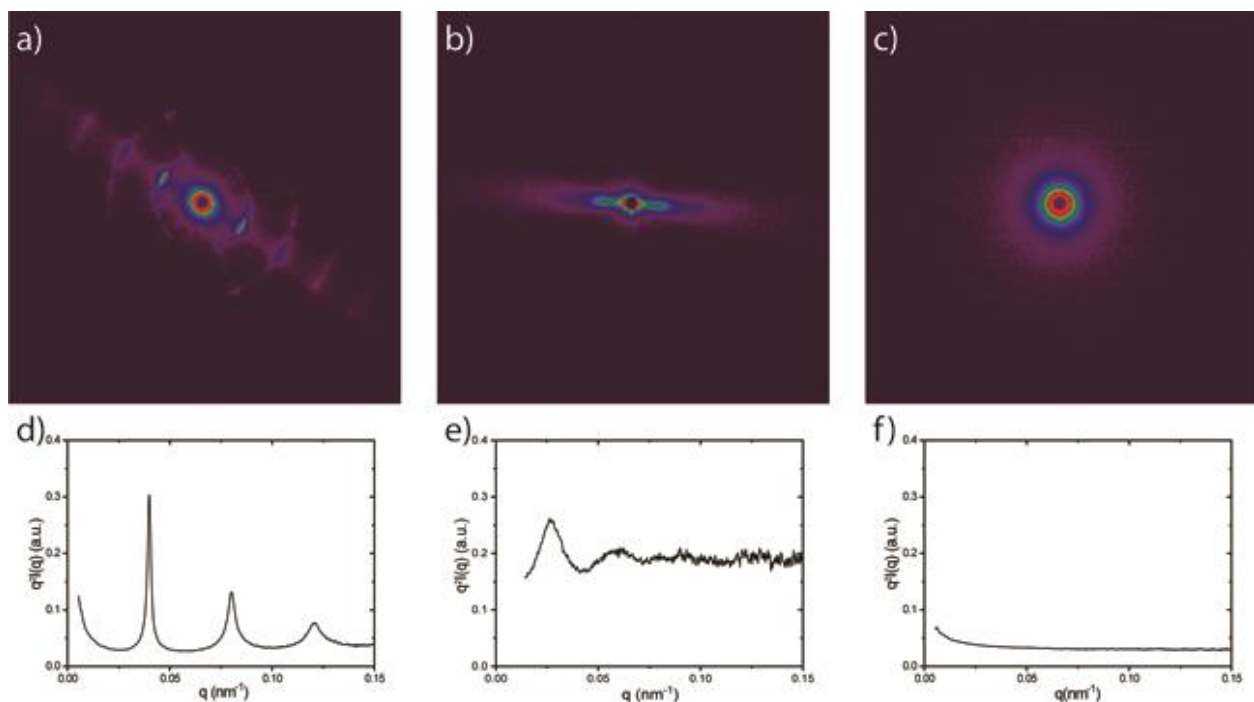 a) b) c)
d) e) f)
0.4 0.4 0.4
0.3 0.3 0.3
q²I(q) (a.u.) q²I(q) (a.u.) q²I(q) (a.u.)
0.2 0.2 0.2
0.1 0.1 0.1
0.0 0.0 0.0
0.00 0.05 0.10 0.15 0.00 0.05 0.10 0.15 0.00 0.05 0.10 0.15
q (nm⁻¹) q (nm⁻¹) q(nm⁻¹)